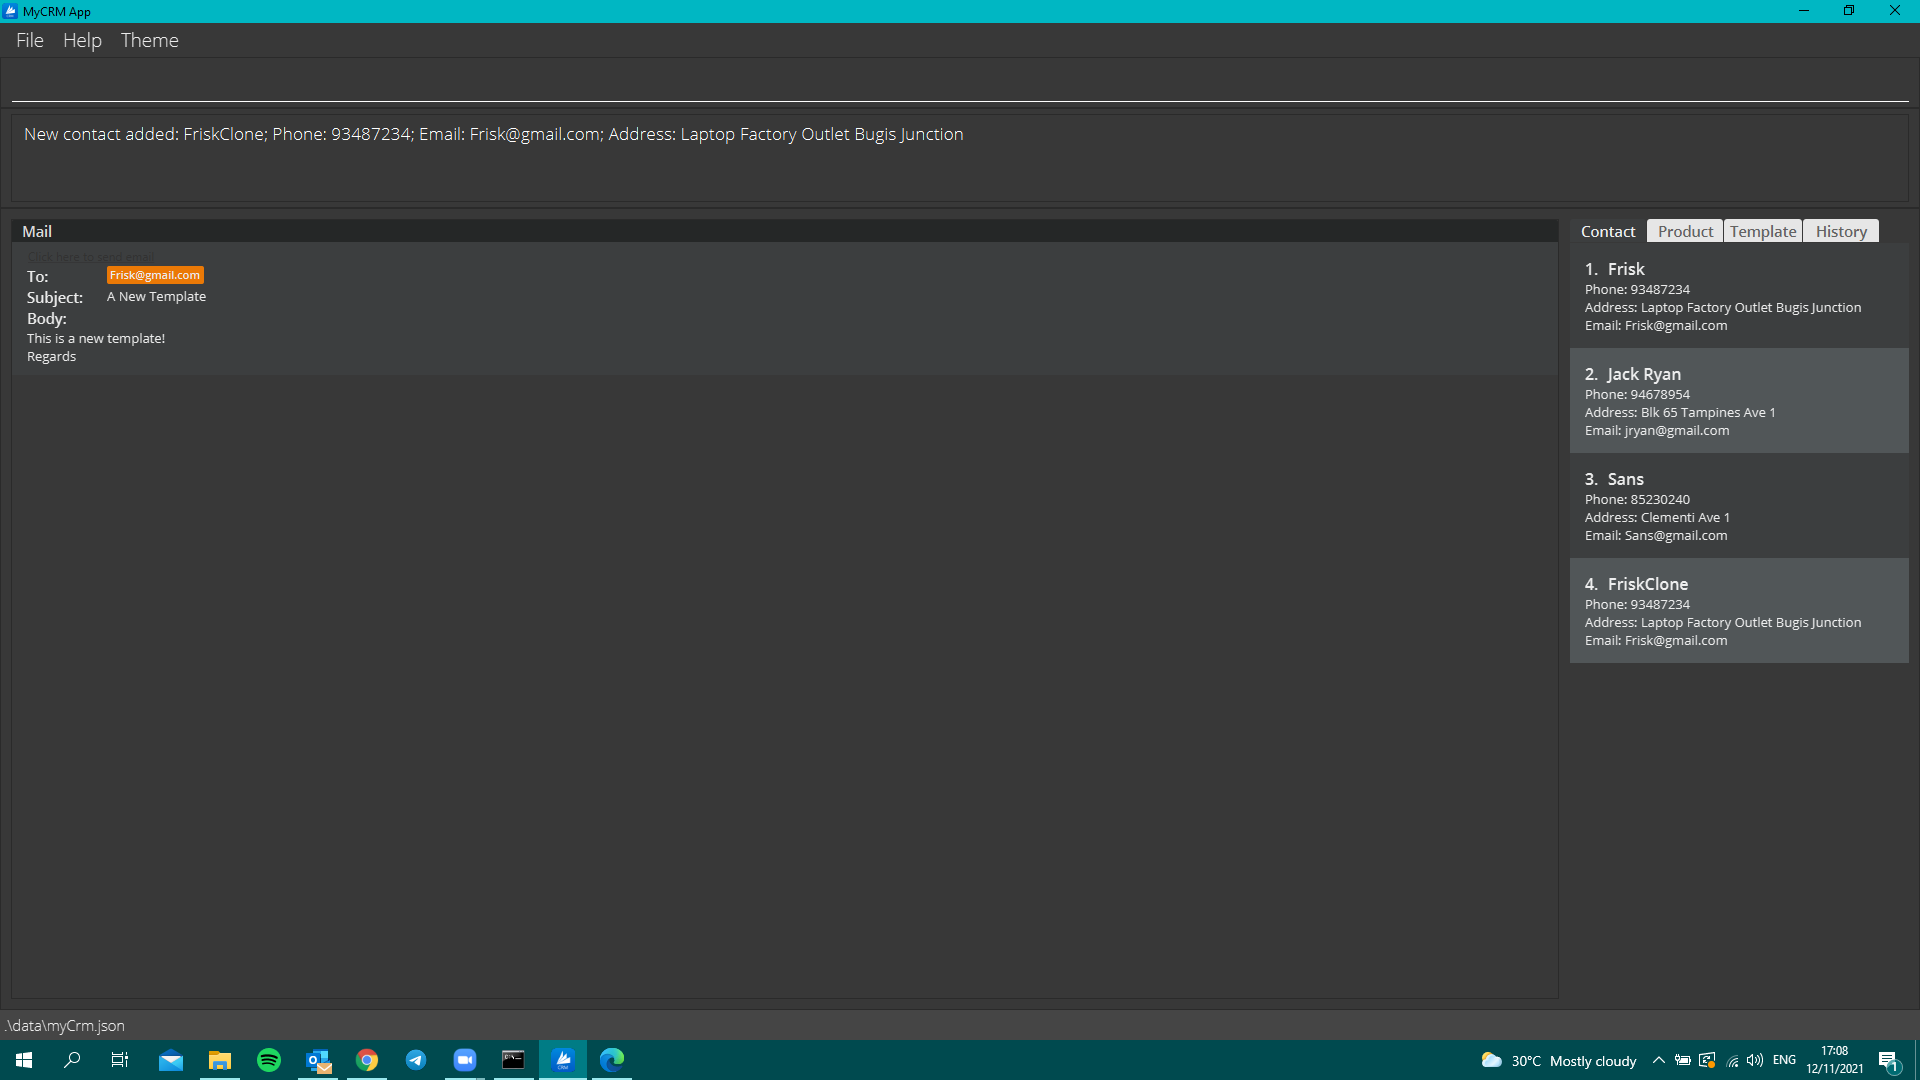 MyCRM App
File Help Theme
New contact added: FriskClone; Phone: 93487234; Email: Frisk@gmail.com; Address: Laptop Factory Outlet Bugis Junction
Mail
Click here to send email
To: Frisk@gmail.com
Subject: A New Template
Body:
This is a new template!
Regards
Contact Product Template History
1. Frisk
Phone: 93487234
Address: Laptop Factory Outlet Bugis Junction
Email: Frisk@gmail.com
2. Jack Ryan
Phone: 94678954
Address: Blk 65 Tampines Ave 1
Email: jryan@gmail.com
3. Sans
Phone: 85230240
Address: Clementi Ave 1
Email: Sans@gmail.com
4. FriskClone
Phone: 93487234
Address: Laptop Factory Outlet Bugis Junction
Email: Frisk@gmail.com
.\data\myCrm.json
CRM
30°C Mostly cloudy
ENG
17:08
12/11/2021
1